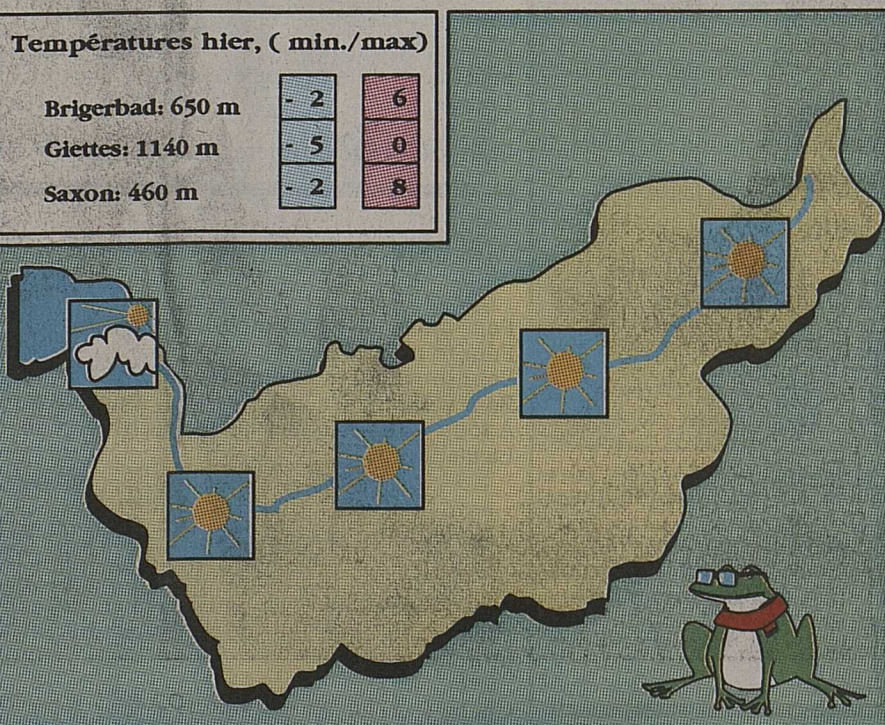 Températures hier, ( min./max)
Brigerbad: 650 m - 2 6
Giettes: 1140 m - 5 0
Saxon: 460 m - 2 8